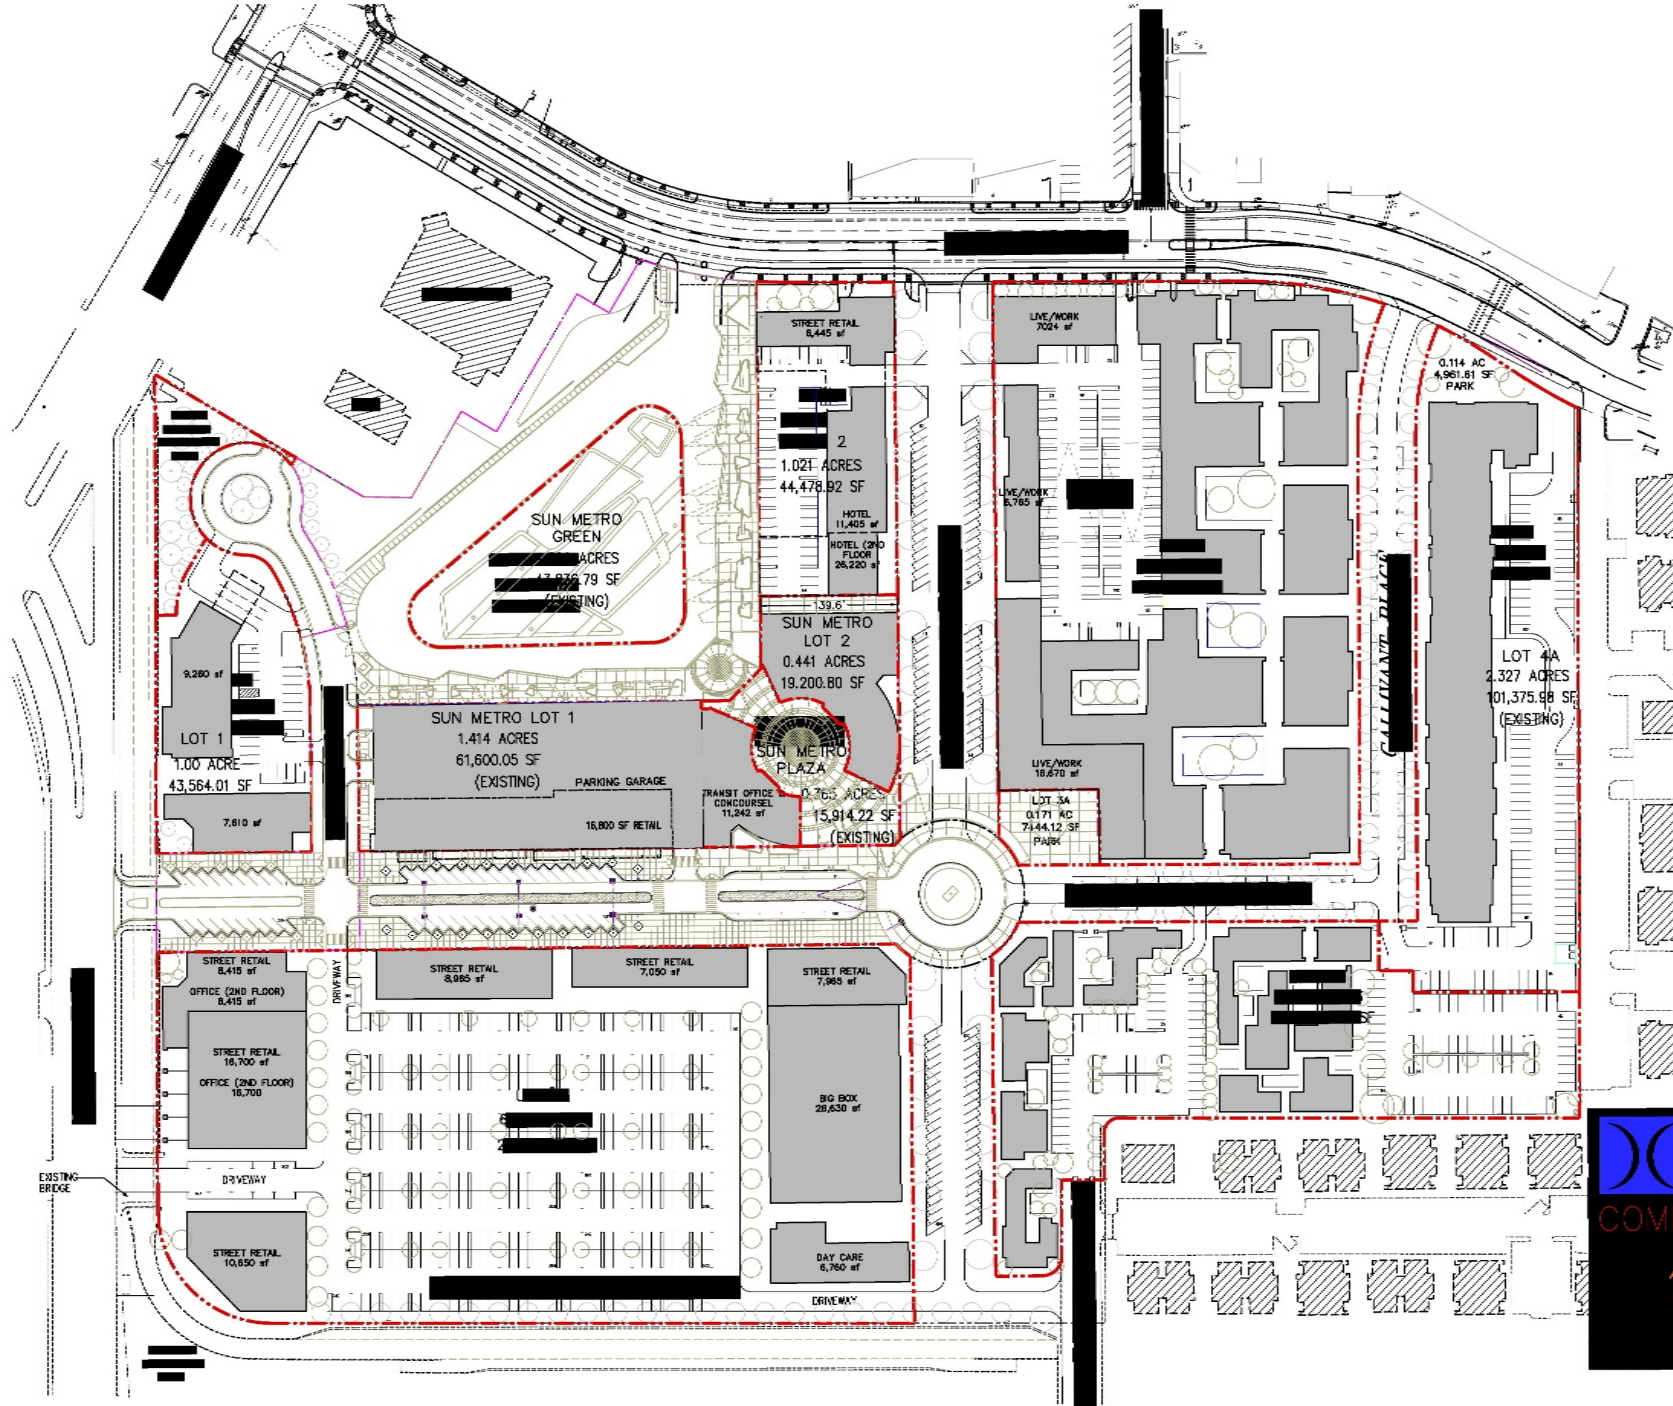 STREET RETAIL
6,445 sf
2
1.021 ACRES
44,478.92 SF
HOTEL
11,405 sf
HOTEL (2ND
FLOOR
26,220 sf
139.6'
SUN METRO
LOT 2
0.441 ACRES
19,200.80 SF
LIVE/WORK
7024 sf
LIVE/WORK
LIVE/WORK
16,670 sf
0.114 AC
4,961.61 SF
PARK
SUN METRO
GREEN
ACRES
(EXISTING)
9,260 sf
LOT 1
1.00 ACRE
43,564.01 SF
7,610 sf
SUN METRO LOT 1
1.414 ACRES
61,600.05 SF
(EXISTING)
PARKING GARAGE
16,800 SF RETAIL
TRANSIT OFFICE
CONCOURSEL
11,242 sf
SUN METRO
PLAZA
ACRES
15,914.22 SF
(EXISTING)
LOT 3A
0.171 AC
PARK
LOT 4A
2.327 ACRES
101,375.98 SF
(EXISTING)
STREET RETAIL
8,415 sf
OFFICE (2ND FLOOR)
8,415 sf
STREET RETAIL
16,700 sf
OFFICE (2ND FLOOR)
16,700
DRIVEWAY
STREET RETAIL
8,965 sf
STREET RETAIL
7,050 sf
STREET RETAIL
7,965 sf
BIG BOX
28,630 sf
DAY CARE
6,760 sf
EXISTING
BRIDGE
DRIVEWAY
STREET RETAIL
10,650 sf
DRIVEWAY
COM